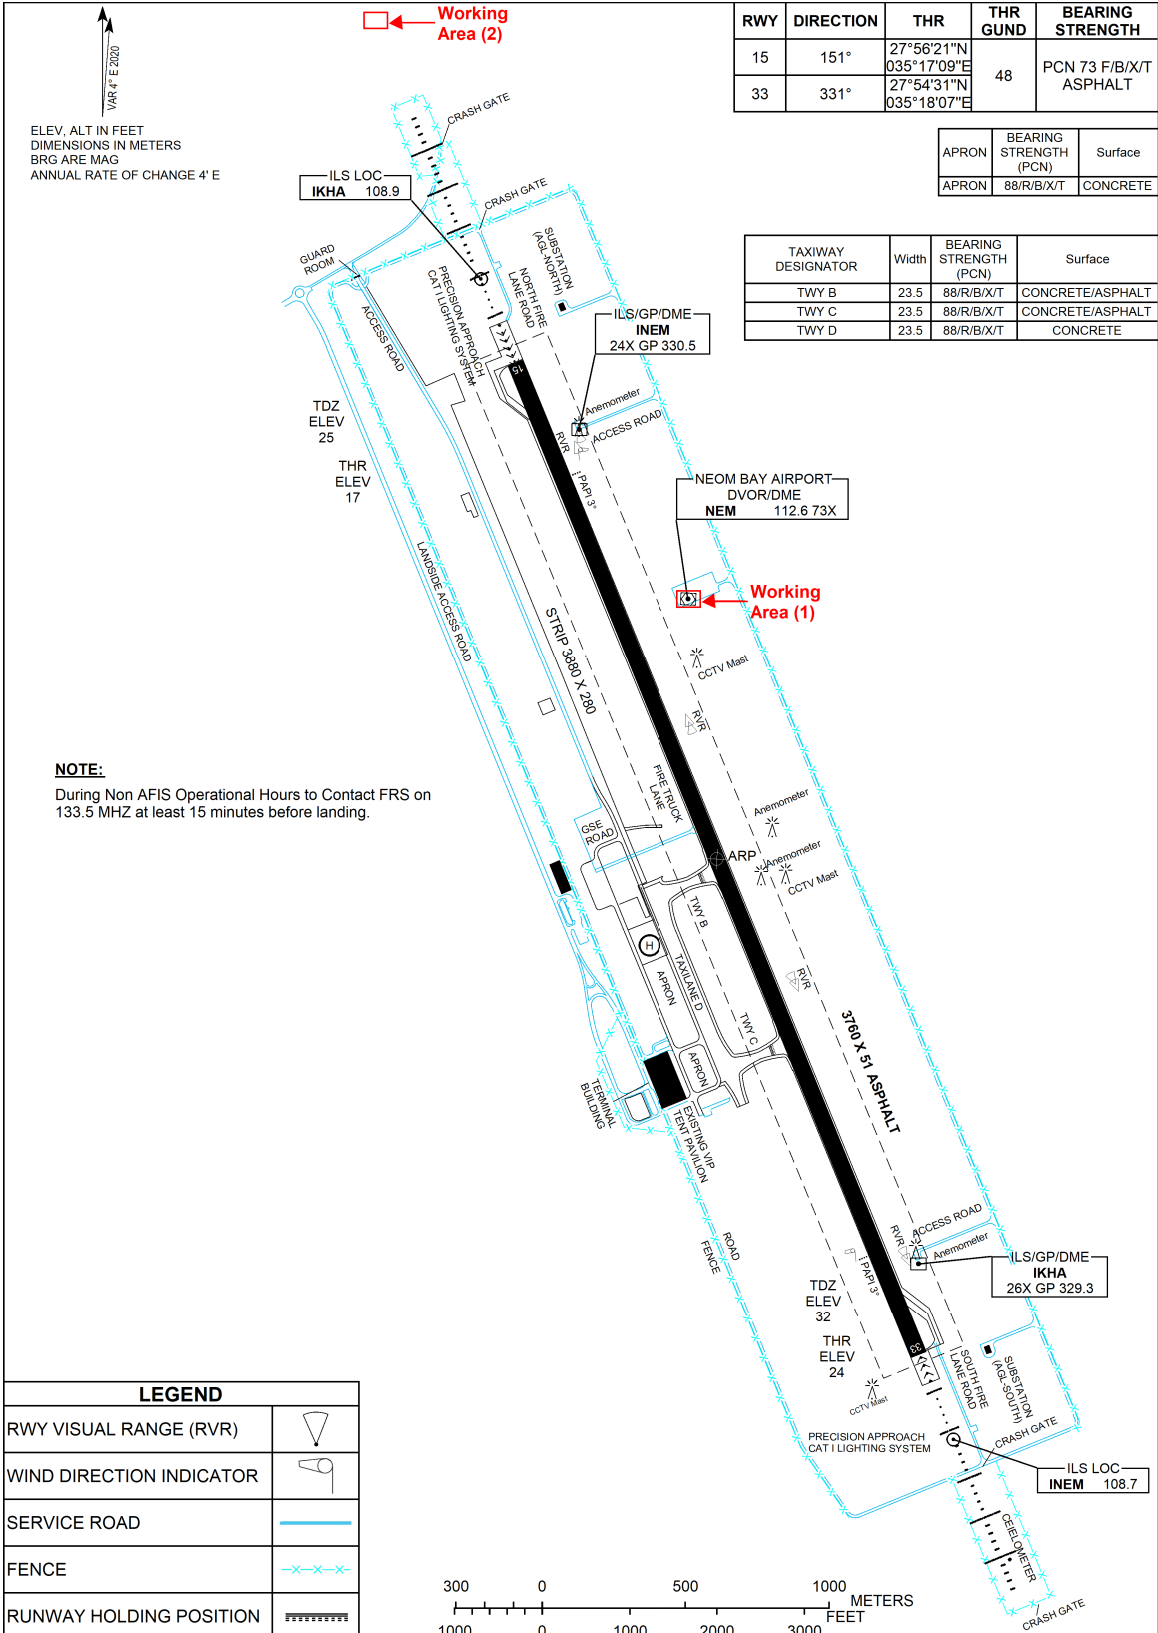 Working
Area (2)
VAR 4° E 2020
ELEV, ALT IN FEET
DIMENSIONS IN METERS
BRG ARE MAG
ANNUAL RATE OF CHANGE 4' E
RWY DIRECTION THR THR GUND BEARING STRENGTH
15 151° 27°56'21"N 035°17'09"E
33 331° 27°54'31"N 035°18'07"E
48
PCN 73 F/B/X/T
ASPHALT
APRON BEARING STRENGTH (PCN) Surface
APRON 88/R/B/X/T CONCRETE
TAXIWAY DESIGNATOR Width BEARING STRENGTH (PCN) Surface
TWY B 23.5 88/R/B/X/T CONCRETE/ASPHALT
TWY C 23.5 88/R/B/X/T CONCRETE/ASPHALT
TWY D 23.5 88/R/B/X/T CONCRETE
CRASH GATE
ILS LOC
IKHA 108.9
CRASH GATE
GUARD
ROOM
SUBSTATION
(AGL-NORTH)
NORTH FIRE
LANE ROAD
PRECISION APPROACH
CAT I LIGHTING SYSTEM
ACCESS ROAD
ILS/GP/DME
INEM
24X GP 330.5
15
TDZ
ELEV
25
THR
ELEV
17
Anemometer
ACCESS ROAD
RVR
PAPI 3°
NEOM BAY AIRPORT
DVOR/DME
NEM 112.6 73X
LANDSIDE ACCESS ROAD
Working
Area (1)
STRIP 3880 X 280
CCTV Mast
RVR
NOTE:
During Non AFIS Operational Hours to Contact FRS on
133.5 MHZ at least 15 minutes before landing.
FIRE TRUCK
LANE
Anemometer
GSE
ROAD
ARP
Anemometer
CCTV Mast
TWY B
H
TAXILANE D
APRON
RVR
TWY C
3760 X 51 ASPHALT
APRON
TERMINAL
BUILDING
EXISTING VIP
TENT PAVILION
ROAD
FENCE
ACCESS ROAD
RVR
Anemometer
ILS/GP/DME
IKHA
26X GP 329.3
PAPI 3°
TDZ
ELEV
32
THR
ELEV
24
33
SOUTH FIRE
LANE ROAD
SUBSTATION
(AGL-SOUTH)
CCTV Mast
PRECISION APPROACH
CAT I LIGHTING SYSTEM
CRASH GATE
ILS LOC
INEM 108.7
CEIELOMETER
CRASH GATE
LEGEND
RWY VISUAL RANGE (RVR)
WIND DIRECTION INDICATOR
SERVICE ROAD
FENCE
RUNWAY HOLDING POSITION
300 0 500 1000
METERS
FEET
1000 0 1000 2000 3000